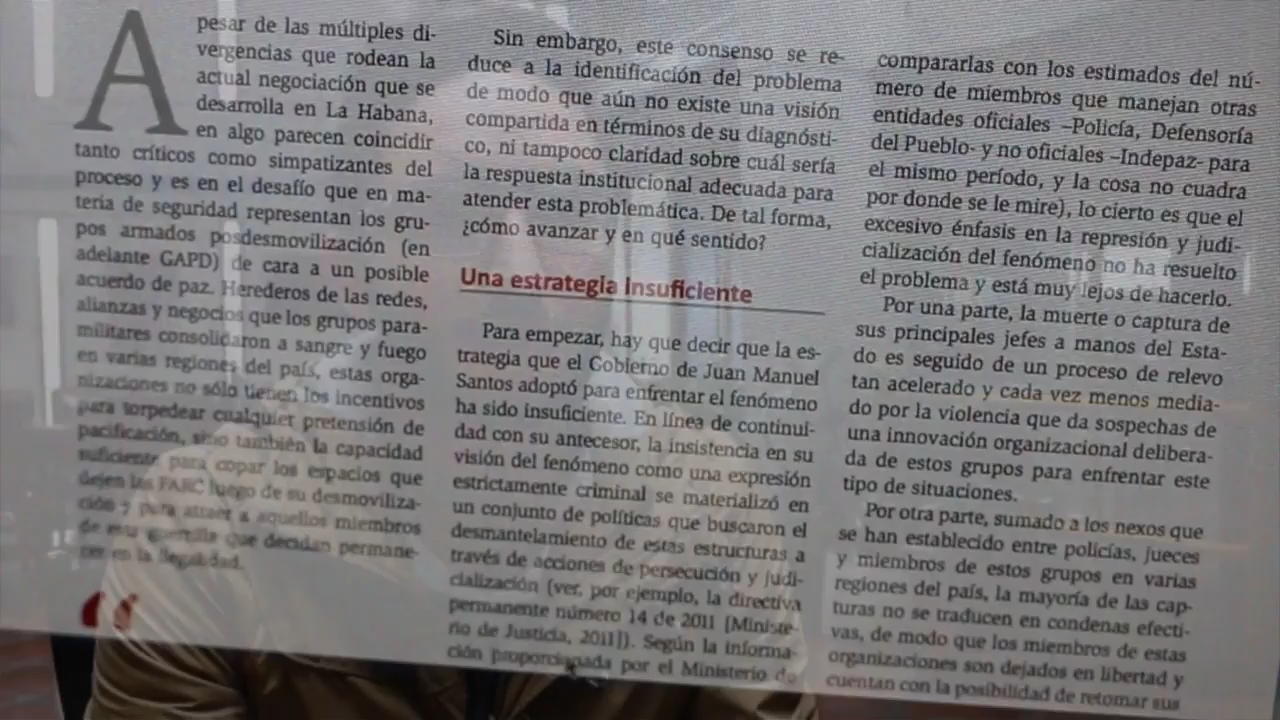 A pesar de las múltiples di-
vergencias que rodean la
actual negociación que se
desarrolla en La Habana,
en algo parecen coincidir
tanto críticos como simpatizantes del
proceso y es en el desafío que en ma-
teria de seguridad representan los gru-
pos armados posdesmovilización (en
adelante GAPD) de cara a un posible
acuerdo de paz. Herederos de las redes,
alianzas y negocios que los grupos para-
militares consolidaron a sangre y fuego
en varias regiones del país, estas orga-
nizaciones no sólo tienen los incentivos
para torpedear cualquier pretensión de
pacificación, sino también la capacidad
suficiente para copar los espacios que
dejen las FARC luego de su desmoviliza-
ción y para atraer a aquellos miembros
de esta guerrilla que decidan permane-
cer en la ilegalidad.
“
Sin embargo, este consenso se re-
duce a la identificación del problema
de modo que aún no existe una visión
compartida en términos de su diagnósti-
co, ni tampoco claridad sobre cuál sería
la respuesta institucional adecuada para
atender esta problemática. De tal forma,
¿cómo avanzar y en qué sentido?
Una estrategia insuficiente
Para empezar, hay que decir que la es-
trategia que el Gobierno de Juan Manuel
Santos adoptó para enfrentar el fenómeno
ha sido insuficiente. En línea de continui-
dad con su antecesor, la insistencia en su
visión del fenómeno como una expresión
estrictamente criminal se materializó en
un conjunto de políticas que buscaron el
desmantelamiento de estas estructuras a
través de acciones de persecución y judi-
cialización (ver, por ejemplo, la directiva
permanente número 14 de 2011 [Ministe-
rio de Justicia, 2011]). Según la informa-
ción proporcionada por el Ministerio de
compararlas con los estimados del nú-
mero de miembros que manejan otras
entidades oficiales –Policía, Defensoría
del Pueblo- y no oficiales –Indepaz- para
el mismo período, y la cosa no cuadra
por donde se le mire), lo cierto es que el
excesivo énfasis en la represión y judi-
cialización del fenómeno no ha resuelto
el problema y está muy lejos de hacerlo.
Por una parte, la muerte o captura de
sus principales jefes a manos del Esta-
do es seguido de un proceso de relevo
tan acelerado y cada vez menos media-
do por la violencia que da sospechas de
una innovación organizacional delibera-
da de estos grupos para enfrentar este
tipo de situaciones.
Por otra parte, sumado a los nexos que
se han establecido entre policías, jueces
y miembros de estos grupos en varias
regiones del país, la mayoría de las cap-
turas no se traducen en condenas efecti-
vas, de modo que los miembros de estas
organizaciones son dejados en libertad y
cuentan con la posibilidad de retomar sus